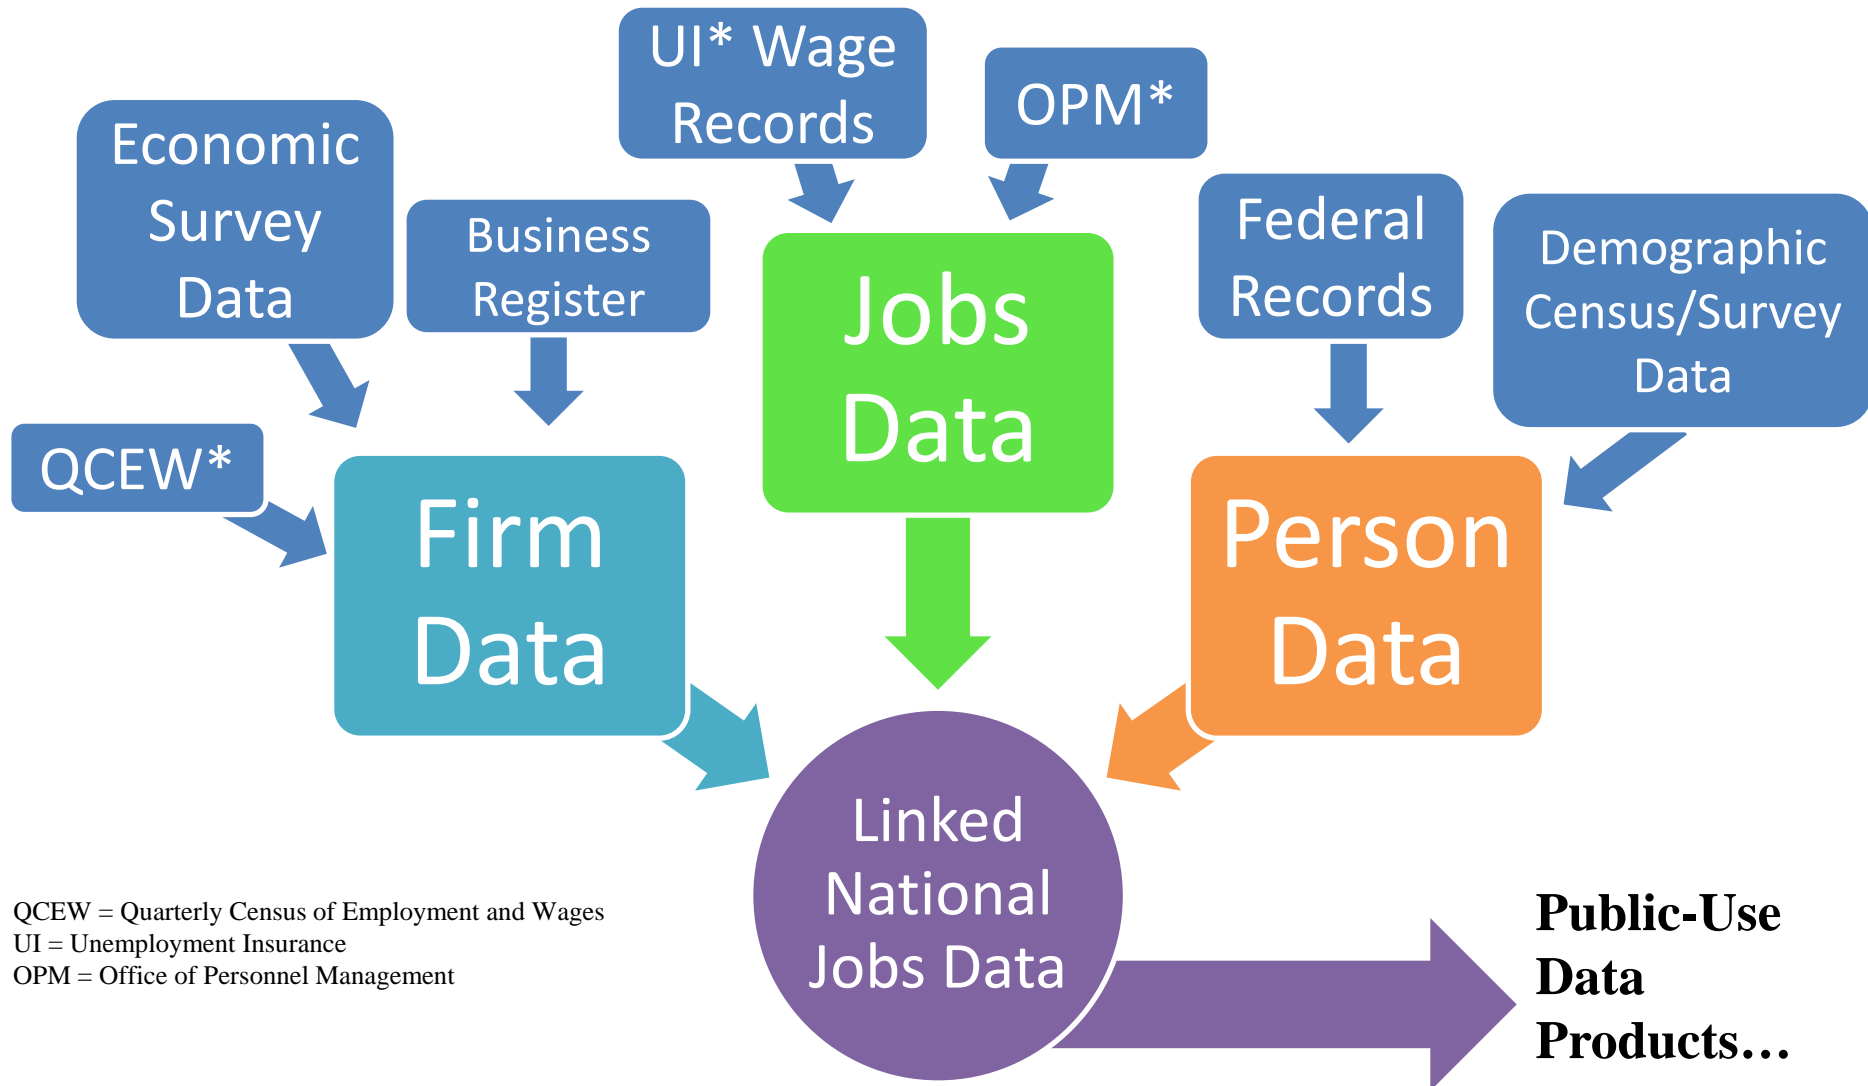 UI* Wage
Records
OPM*
Economic
Survey
Data
Business
Register
Federal
Records
Demographic
Census/Survey
Data
QCEW*
Jobs
Data
Firm
Data
Person
Data
Linked
National
Jobs Data
QCEW = Quarterly Census of Employment and Wages
UI = Unemployment Insurance
OPM = Office of Personnel Management
Public-Use
Data
Products…